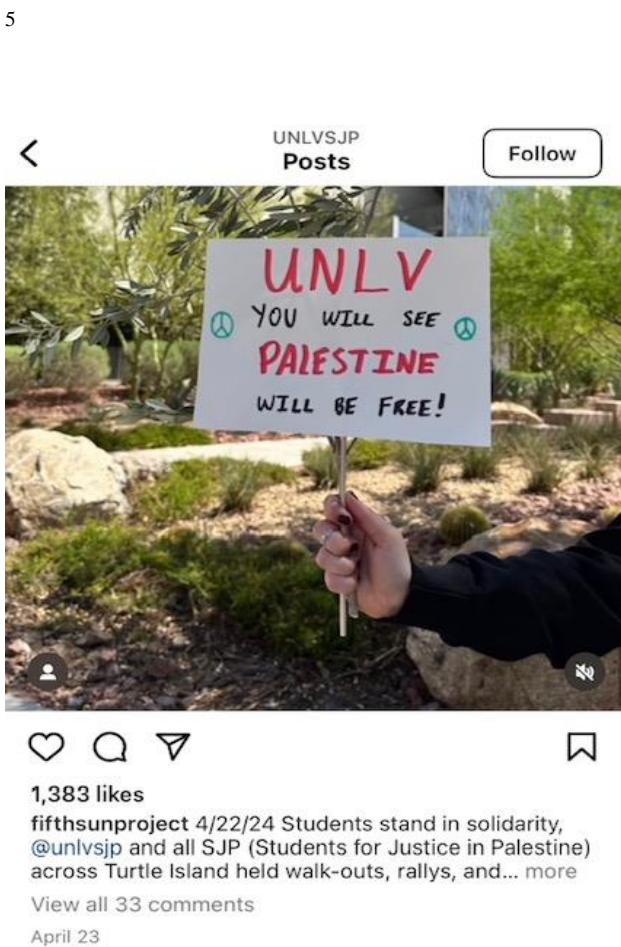 5
UNLVSJP
Posts
Follow
UNLV
YOU WILL SEE
PALESTINE
WILL BE FREE!
1,383 likes
fifthsunproject 4/22/24 Students stand in solidarity,
@unlvsjp and all SJP (Students for Justice in Palestine)
across Turtle Island held walk-outs, rallys, and... more
View all 33 comments
April 23